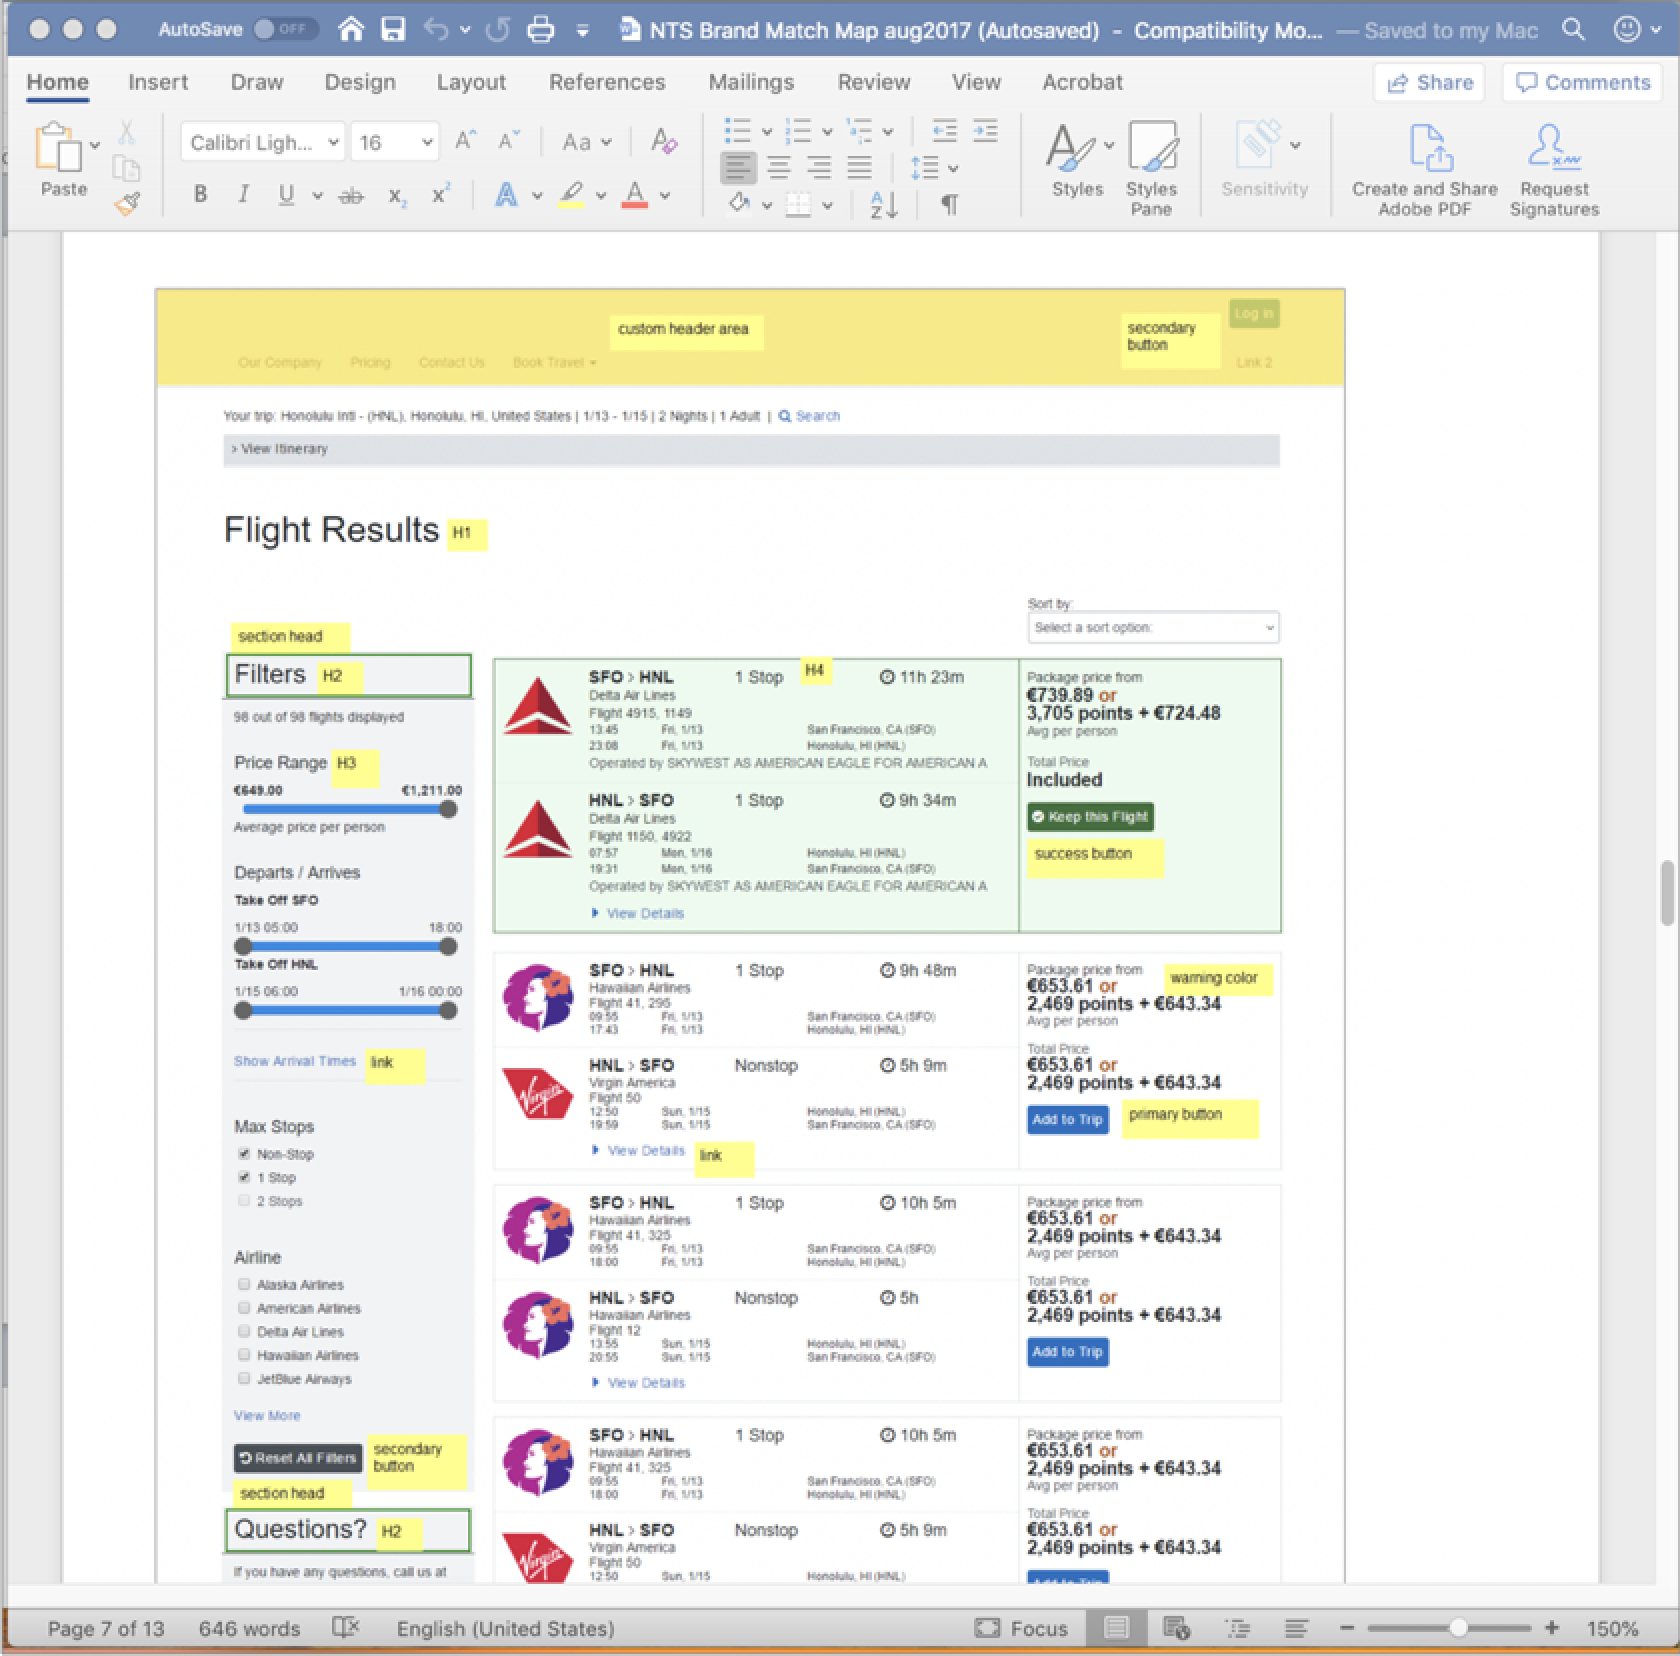 AutoSave OFF NTS Brand Match Map aug2017 (Autosaved) - Compatibility Mo... — Saved to my Mac
Home Insert Draw Design Layout References Mailings Review View Acrobat Share Comments
Paste
Calibri Ligh... 16 A^ A˅ Aa A
B I U ab x₂ x² A A
A Z ¶
Styles
Styles Pane
Sensitivity
Create and Share Adobe PDF
Request Signatures
custom header area
secondary button
Log in
Our Company Pricing Contact Us Book Travel
Link 2
Your trip: Honolulu Intl - (HNL), Honolulu, HI, United States | 1/13 - 1/15 | 2 Nights | 1 Adult | Search
> View Itinerary
Flight Results H1
Sort by:
Select a sort option:
section head
Filters H2
98 out of 98 flights displayed
Price Range H3
€649.00 €1,211.00
Average price per person
Departs / Arrives
Take Off SFO
1/13 05:00 18:00
Take Off HNL
1/15 06:00 1/16 00:00
Show Arrival Times link
Max Stops
Non-Stop
1 Stop
2 Stops
Airline
Alaska Airlines
American Airlines
Delta Air Lines
Hawaiian Airlines
JetBlue Airways
View More
Reset All Filters
secondary button
section head
Questions? H2
If you have any questions, call us at
SFO > HNL 1 Stop H4 11h 23m
Delta Air Lines
Flight 4915, 1149
13:45 Fri, 1/13 San Francisco, CA (SFO)
23:08 Fri, 1/13 Honolulu, HI (HNL)
Operated by SKYWEST AS AMERICAN EAGLE FOR AMERICAN A
HNL > SFO 1 Stop 9h 34m
Delta Air Lines
Flight 1150, 4922
07:57 Mon, 1/16 Honolulu, HI (HNL)
19:31 Mon, 1/16 San Francisco, CA (SFO)
Operated by SKYWEST AS AMERICAN EAGLE FOR AMERICAN A
View Details
Package price from
€739.89 or
3,705 points + €724.48
Avg per person
Total Price
Included
Keep this Flight
success button
SFO > HNL 1 Stop 9h 48m
Hawaiian Airlines
Flight 41, 295
09:55 Fri, 1/13 San Francisco, CA (SFO)
17:43 Fri, 1/13 Honolulu, HI (HNL)
Virgin
HNL > SFO Nonstop 5h 9m
Virgin America
Flight 50
12:50 Sun, 1/15 Honolulu, HI (HNL)
19:59 Sun, 1/15 San Francisco, CA (SFO)
View Details link
Package price from
warning color
€653.61 or
2,469 points + €643.34
Avg per person
Total Price
€653.61 or
2,469 points + €643.34
Add to Trip primary button
SFO > HNL 1 Stop 10h 5m
Hawaiian Airlines
Flight 41, 325
09:55 Fri, 1/13 San Francisco, CA (SFO)
18:00 Fri, 1/13 Honolulu, HI (HNL)
HNL > SFO Nonstop 5h
Hawaiian Airlines
Flight 12
13:55 Sun, 1/15 Honolulu, HI (HNL)
20:55 Sun, 1/15 San Francisco, CA (SFO)
View Details
Package price from
€653.61 or
2,469 points + €643.34
Avg per person
Total Price
€653.61 or
2,469 points + €643.34
Add to Trip
SFO > HNL 1 Stop 10h 5m
Hawaiian Airlines
Flight 41, 325
09:55 Fri, 1/13 San Francisco, CA (SFO)
18:00 Fri, 1/13 Honolulu, HI (HNL)
Virgin
HNL > SFO Nonstop 5h 9m
Virgin America
Flight 50
12:50 Sun, 1/15 Honolulu, HI (HNL)
Package price from
€653.61 or
2,469 points + €643.34
Avg per person
Total Price
€653.61 or
2,469 points + €643.34
Add to Trip
Page 7 of 13 646 words English (United States) Focus 150%